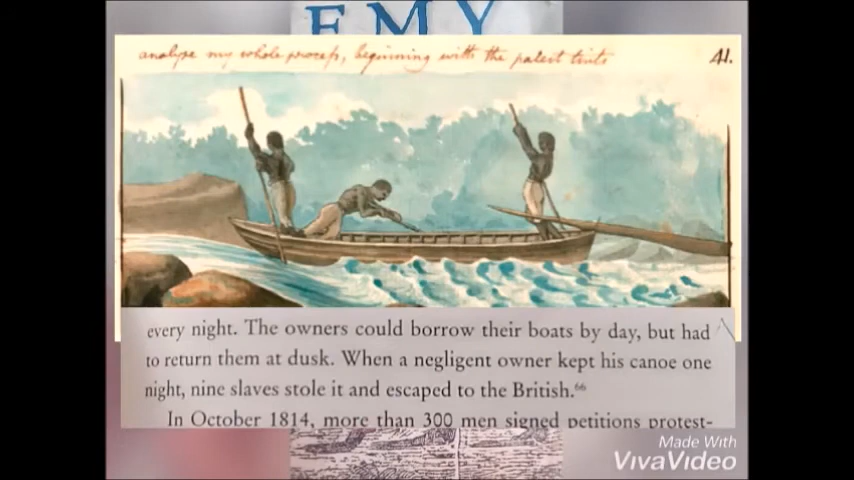 EMY
analyse my whole process, beginning with the palest tints
41.
every night. The owners could borrow their boats by day, but had
to return them at dusk. When a negligent owner kept his canoe one
night, nine slaves stole it and escaped to the British.⁶⁶
In October 1814, more than 300 men signed petitions protest-
Made With
VivaVideo